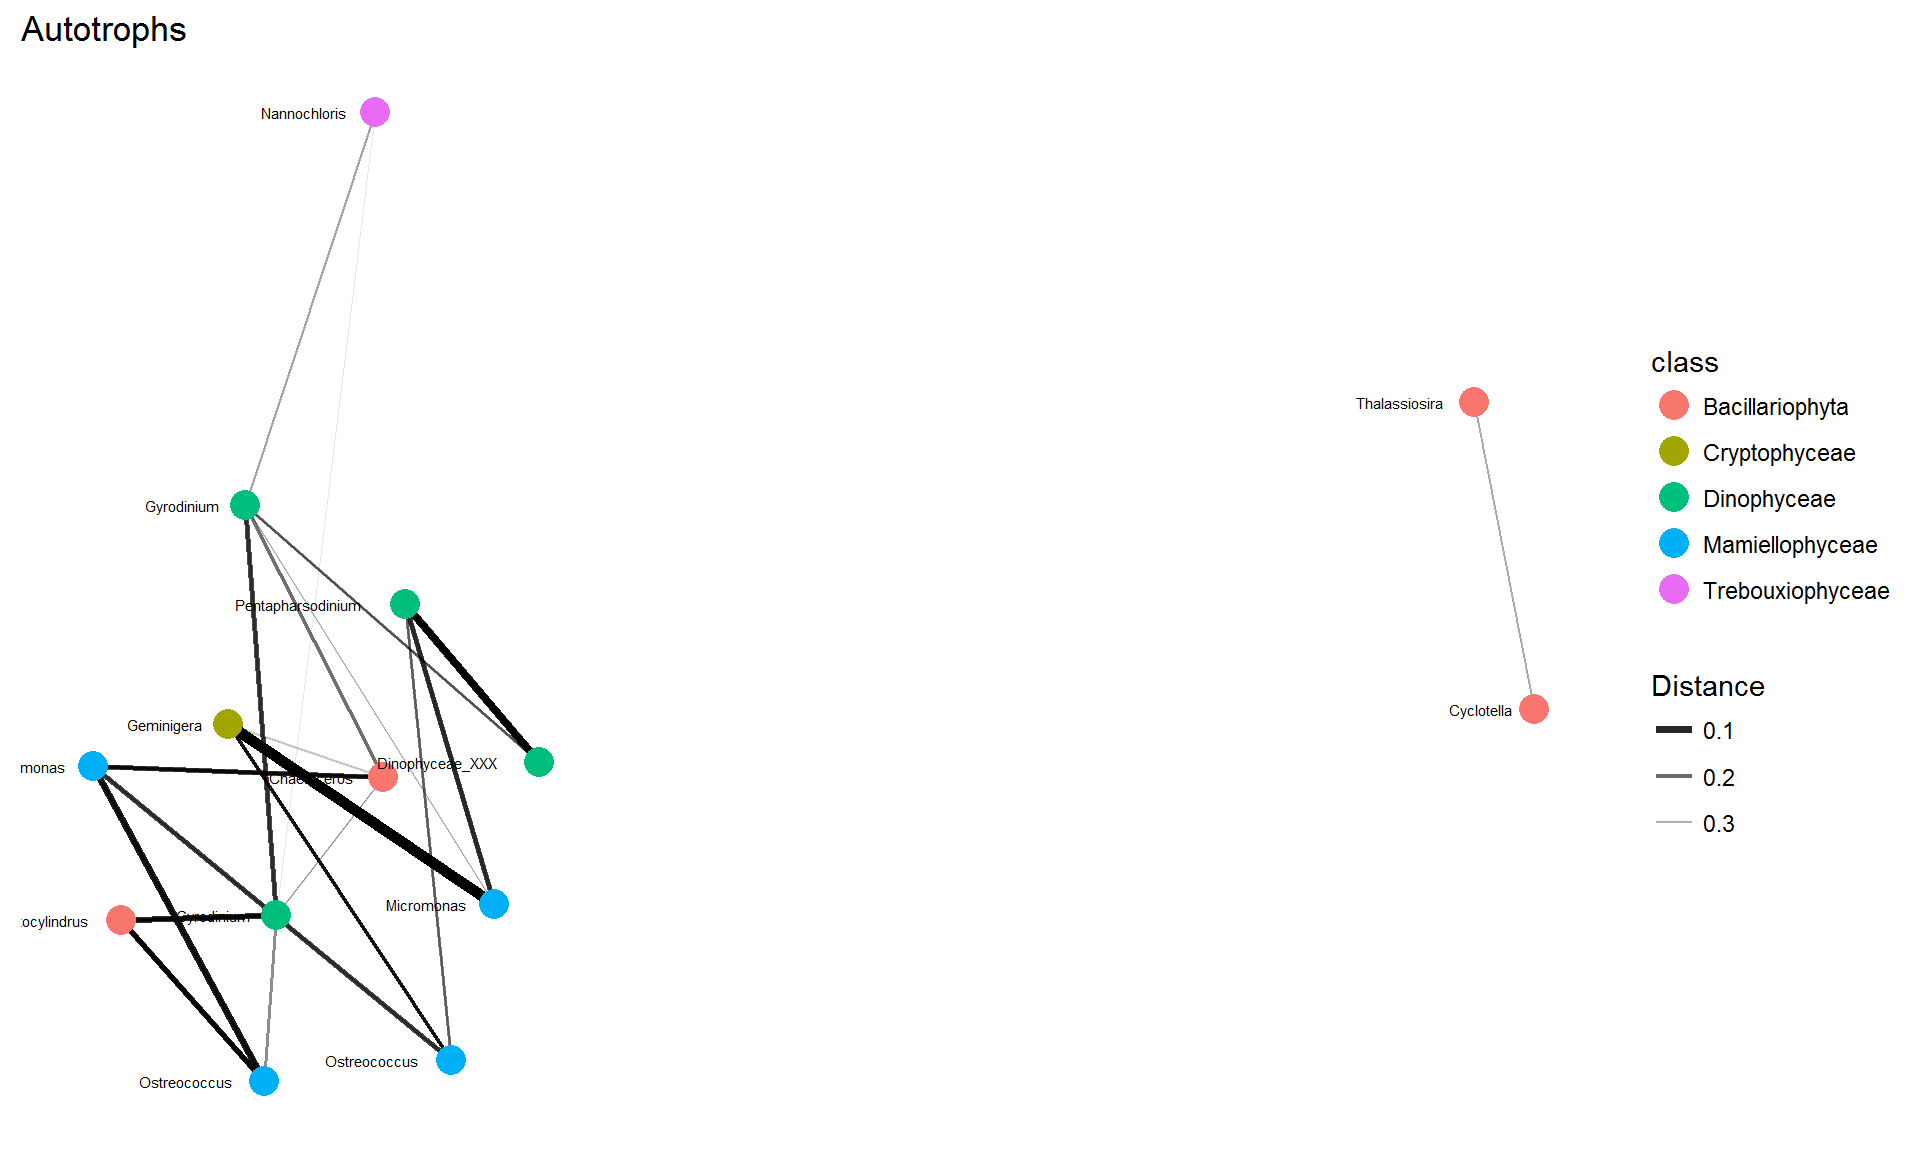 Autotrophs
Nannochloris
Thalassiosira
Gyrodinium
Pentapharsodinium
Geminigera
monas
Dinophyceae_XXX
Cyclotella
Micromonas
ocylindrus
Gyrodinium
Ostreococcus
Ostreococcus
class
Bacillariophyta
Cryptophyceae
Dinophyceae
Mamiellophyceae
Trebouxiophyceae
Distance
0.1
0.2
0.3